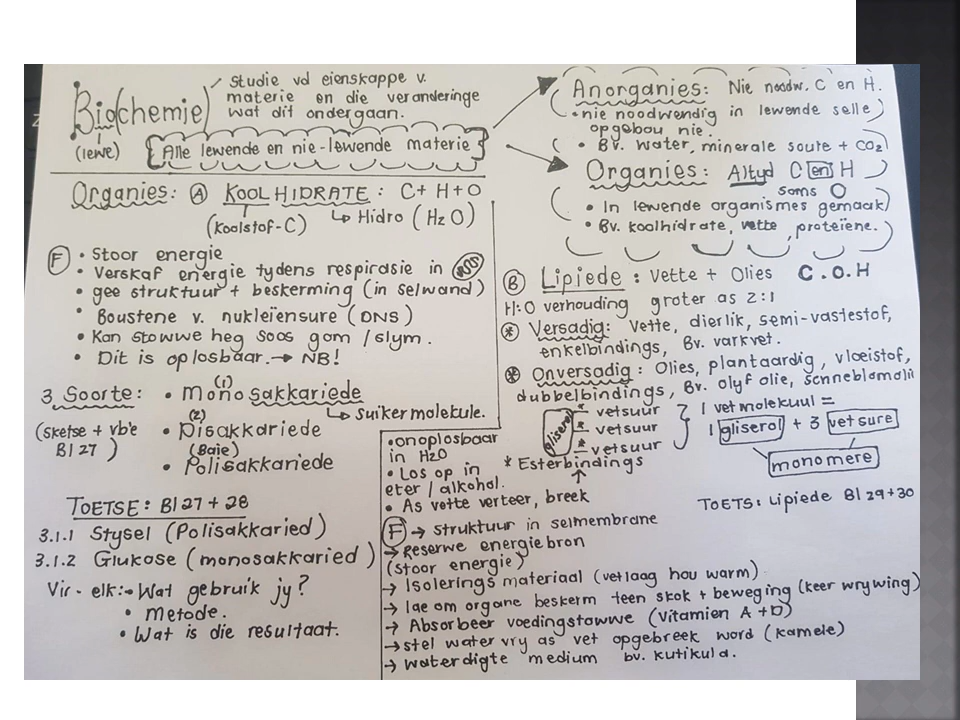 Bio(chemie)
(lewe)
Studie vd eienskappe v.
materie en die veranderinge
wat dit ondergaan.
Alle lewende en nie-lewende materie
Anorganies: Nie noodw. C en H.
• nie noodwendig in lewende selle
opgebou nie.
• Bv. water, minerale soute + CO2
Organies: Altyd C en H
soms O
• In lewende organismes gemaak
• Bv. koolhidrate, vette, proteïene.
Organies: A KOOLHIDRATE: C+H+O
(Koolstof-C) ↳ Hidro (H2O)
F • Stoor energie
• Verskaf energie tydens respirasie in
• gee struktuur + beskerming (in selwand)
• Boustene v. nukleïensure (DNS)
• Kan stowwe heg soos gom / slym.
• Dit is oplosbaar. → NB!
3 Soorte: • Mono sakkariede
(1)
↳ Suikermolekule.
(sketse + vb'e
Bl 27)
(2)
• Disakkariede
(Baie)
• Polisakkariede
TOETSE: Bl 27 + 28
3.1.1 Stysel (Polisakkaried)
3.1.2 Glukose (monosakkaried)
Vir elk: • Wat gebruik jy?
• Metode.
• Wat is die resultaat.
B Lipiede: Vette + Olies C.O.H
H:O verhouding groter as 2:1
* Versadig: Vette, dierlik, semi-vastestof,
enkelbindings, Bv. varkvet.
* Onversadig: Olies, plantaardig, vloeistof,
dubbelbindings, Bv. olyf olie,
gliserol
* vetsuur
* vetsuur
* vetsuur
* Esterbindings
1 vetmolekuul =
1 gliserol + 3 vetsure
monomere
• onoplosbaar
in H2O
• Los op in
eter / alkohol.
• As vette verteer, breek
TOETS: Lipiede Bl 29+30
F → struktuur in selmembrane
→ Reserwe energiebron
(stoor energie)
→ Isolerings materiaal (vetlaag hou warm)
→ lae om organe beskerm teen skok + beweging (keer wrywing)
→ Absorbeer voedingstowwe (vitamien A+D)
→ stel water vry as vet opgebreek word (kamele)
→ waterdigte medium bv. kutikula.